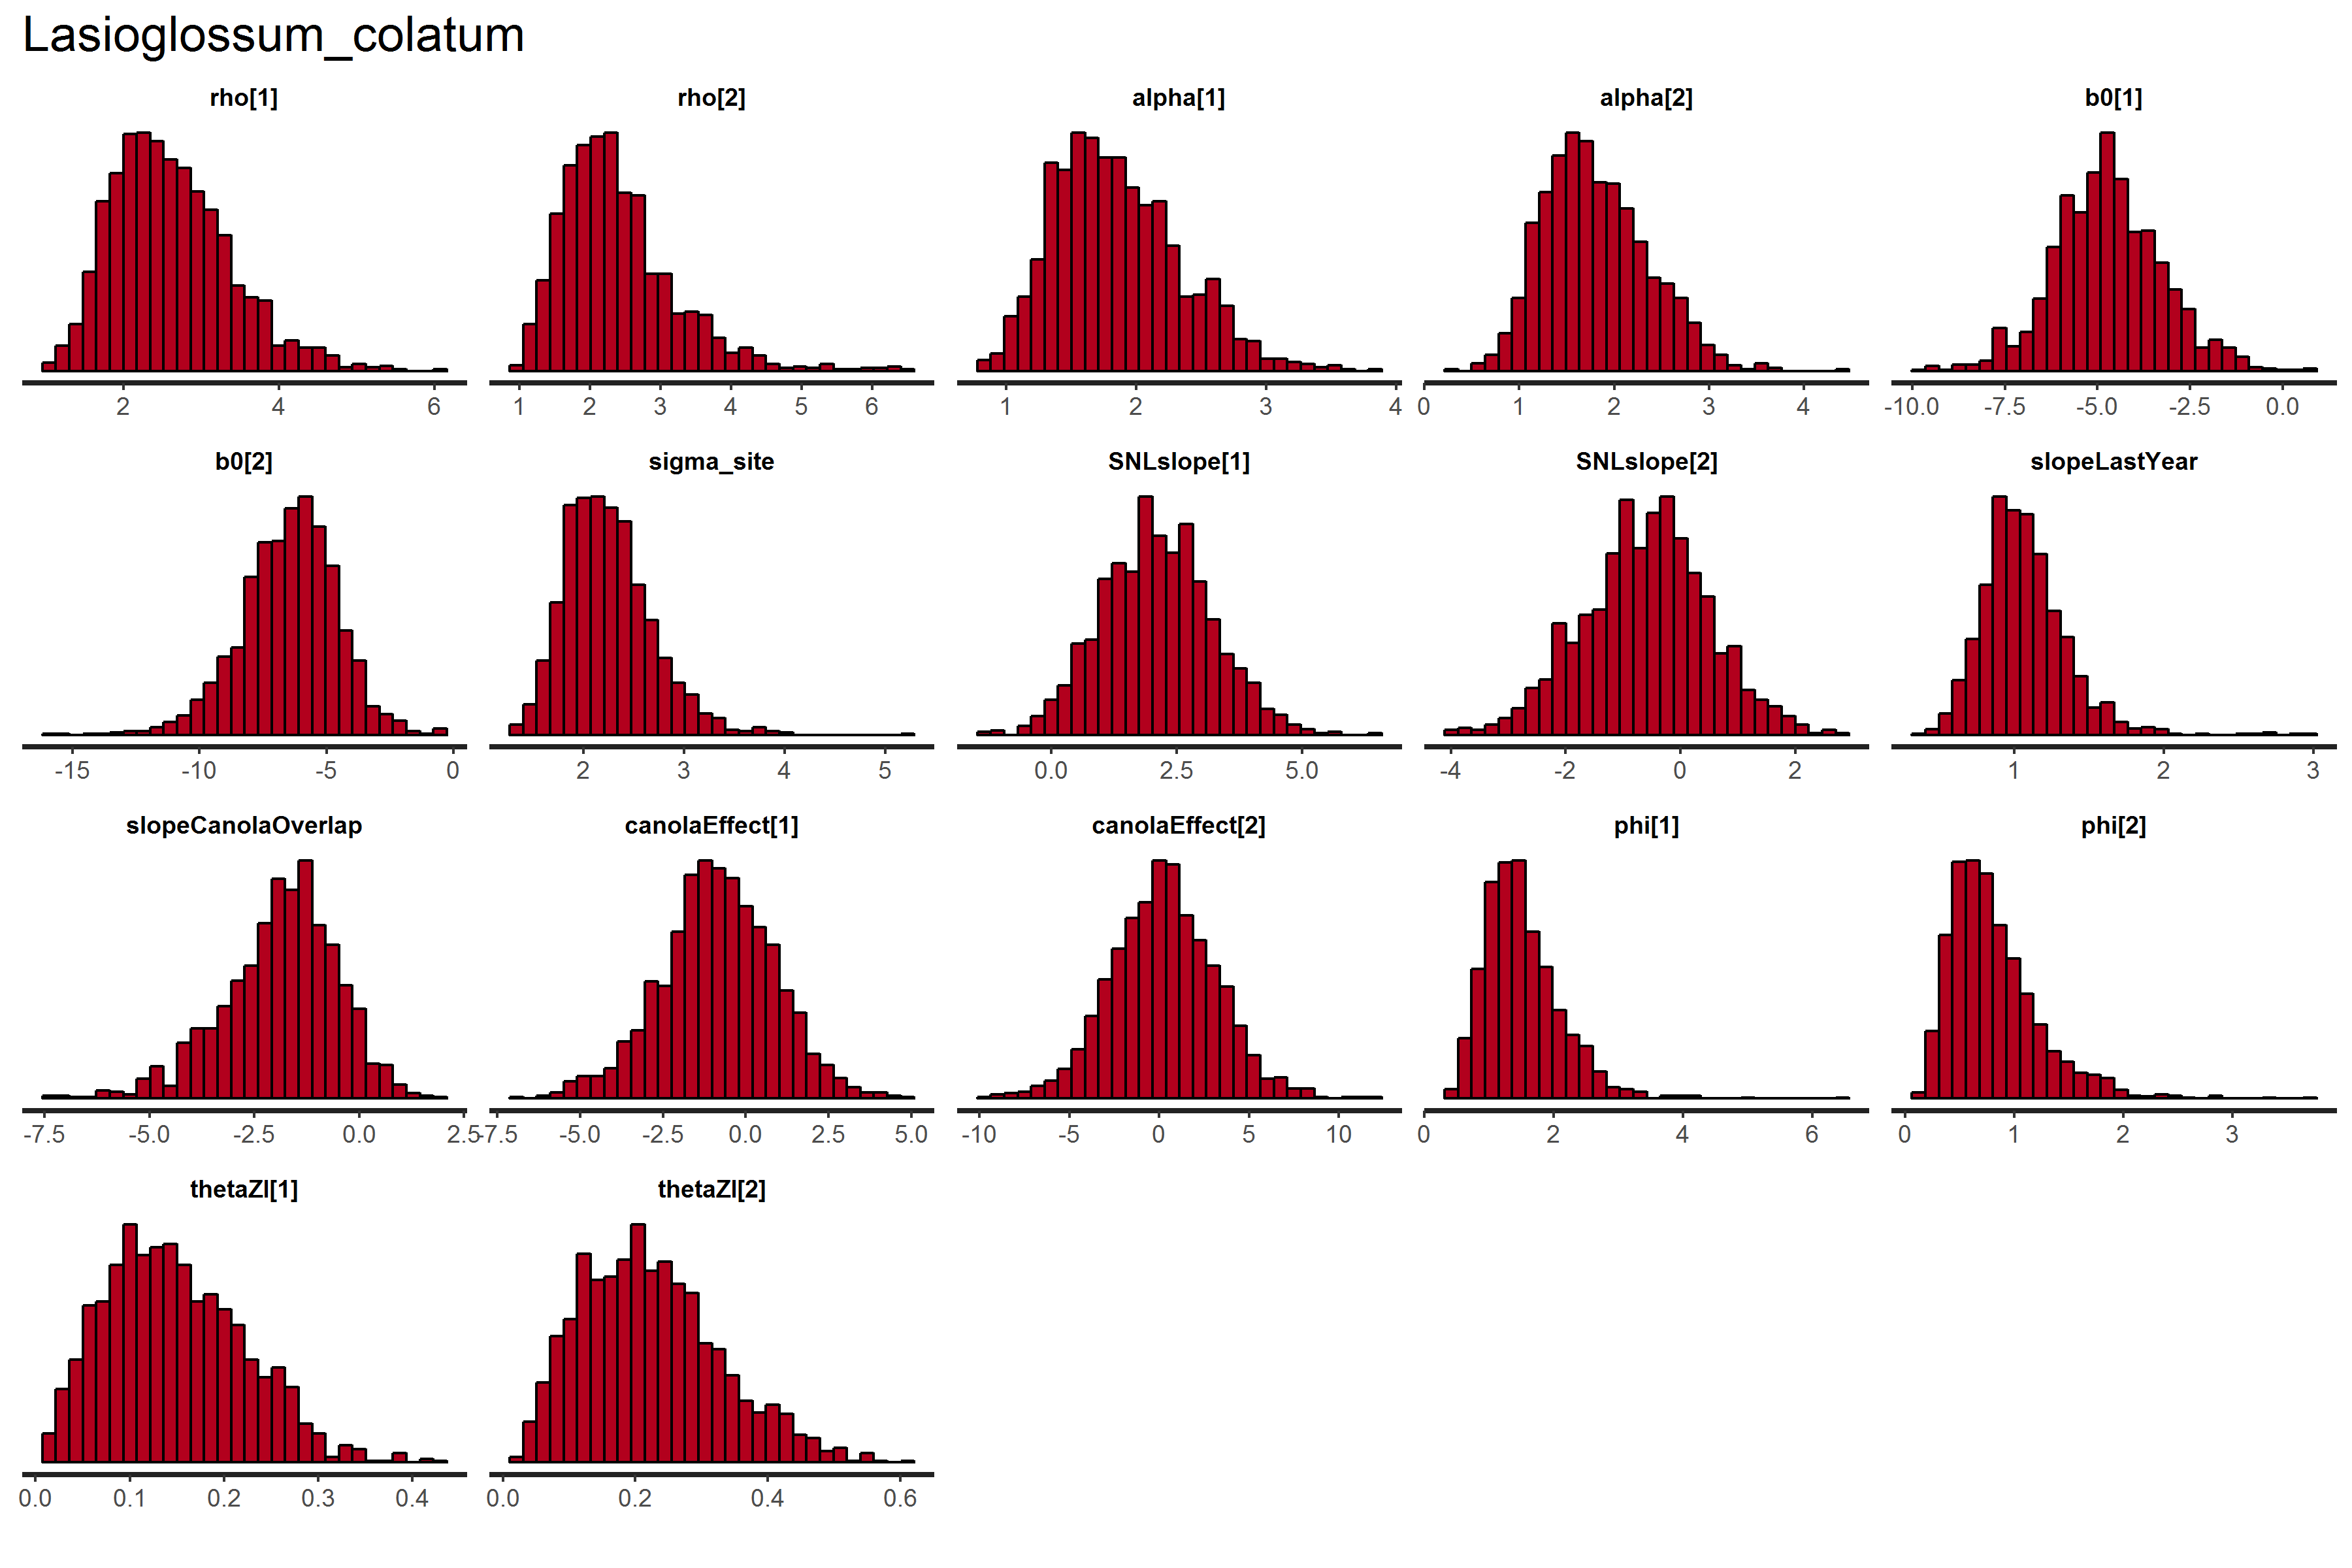 Lasioglossum_colatum
rho[1] rho[2] alpha[1] alpha[2] b0[1]
2 4 6 1 2 3 4 5 6 1 2 3 4 0 1 2 3 4 -10.0 -7.5 -5.0 -2.5 0.0
b0[2] sigma_site SNLslope[1] SNLslope[2] slopeLastYear
-15 -10 -5 0 2 3 4 5 0.0 2.5 5.0 -4 -2 0 2 1 2 3
slopeCanolaOverlap canolaEffect[1] canolaEffect[2] phi[1] phi[2]
-7.5 -5.0 -2.5 0.0 2.5 -7.5 -5.0 -2.5 0.0 2.5 5.0 -10 -5 0 5 10 0 2 4 6 0 1 2 3
thetaZI[1] thetaZI[2]
0.0 0.1 0.2 0.3 0.4 0.0 0.2 0.4 0.6